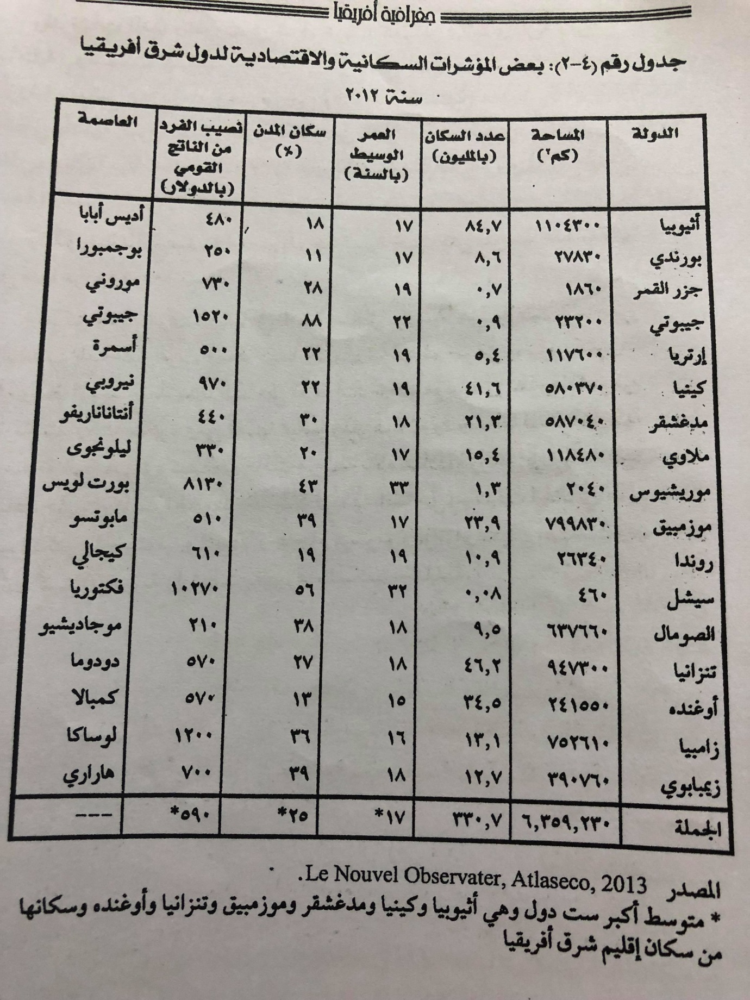 جغرافية أفريقيا
جدول رقم (٤-٢): بعض المؤشرات السكانية والاقتصادية لدول شرق أفريقيا
سنة ٢٠١٢
الدولة المساحة (كم٢) عدد السكان (بالمليون) العمر الوسيط (بالسنة) سكان المدن (٪) نصيب الفرد من الناتج القومي (بالدولار) العاصمة
أثيوبيا ١١٠٤٣٠٠ ٨٤,٧ ١٧ ١٨ ٤٨٠ أديس أبابا
بورندي ٢٧٨٣٠ ٨,٦ ١٧ ١١ ٢٥٠ بوجمبورا
جزر القمر ١٨٦٠ ٠,٧ ١٩ ٢٨ ٧٣٠ موروني
جيبوتي ٢٣٢٠٠ ٠,٩ ٢٢ ٨٨ ١٥٢٠ جيبوتي
إرتريا ١١٧٦٠٠ ٥,٤ ١٩ ٢٢ ٥٠٠ أسمرة
كينيا ٥٨٠٣٧٠ ٤١,٦ ١٩ ٢٢ ٩٧٠ نيروبي
مدغشقر ٥٨٧٠٤٠ ٢١,٣ ١٨ ٣٠ ٤٤٠ أنتاناناريفو
ملاوي ١١٨٤٨٠ ١٥,٤ ١٧ ٢٠ ٣٣٠ ليلونجوى
موريشيوس ٢٠٤٠ ١,٣ ٣٣ ٤٣ ٨١٣٠ بورت لويس
موزمبيق ٧٩٩٨٣٠ ٢٣,٩ ١٧ ٣٩ ٥١٠ مابوتسو
روندا ٢٦٣٤٠ ١٠,٩ ١٩ ١٩ ٦١٠ كيجالي
سيشل ٤٦٠ ٠,٠٨ ٣٢ ٥٦ ١٠٢٧٠ فكتوريا
الصومال ٦٣٧٦٦٠ ٩,٥ ١٨ ٣٨ ٢١٠ موجاديشيو
تنزانيا ٩٤٧٣٠٠ ٤٦,٢ ١٨ ٢٧ ٥٧٠ دودوما
أوغنده ٢٤١٥٥٠ ٣٤,٥ ١٥ ١٣ ٥٧٠ كمبالا
زامبيا ٧٥٢٦١٠ ١٣,١ ١٦ ٣٦ ١٢٠٠ لوساكا
زيمبابوي ٣٩٠٧٦٠ ١٢,٧ ١٨ ٣٩ ٧٠٠ هاراري
الجملة ٦,٣٥٩,٢٣٠ ٣٣٠,٧ ١٧* ٢٥* ٥٩٠* ---
المصدر Le Nouvel Observater, Atlaseco, 2013.
* متوسط أكبر ست دول وهي أثيوبيا وكينيا ومدغشقر وموزمبيق وتنزانيا وأوغنده وسكانها
من سكان إقليم شرق أفريقيا